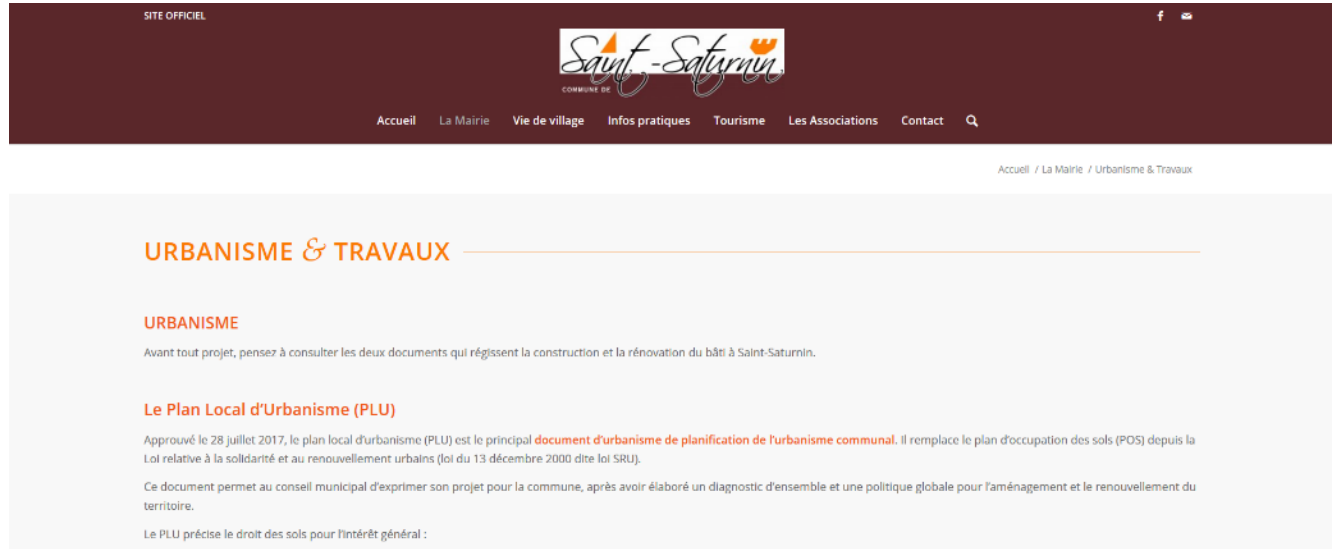 SITE OFFICIEL
Saint-Saturnin
COMMUNE DE
Accueil La Mairie Vie de village Infos pratiques Tourisme Les Associations Contact
Accueil / La Mairie / Urbanisme & Travaux
URBANISME & TRAVAUX
URBANISME
Avant tout projet, pensez à consulter les deux documents qui régissent la construction et la rénovation du bâti à Saint-Saturnin.
Le Plan Local d’Urbanisme (PLU)
Approuvé le 28 juillet 2017, le plan local d’urbanisme (PLU) est le principal document d’urbanisme de planification de l’urbanisme communal. Il remplace le plan d’occupation des sols (POS) depuis la
Loi relative à la solidarité et au renouvellement urbains (loi du 13 décembre 2000 dite loi SRU).
Ce document permet au conseil municipal d’exprimer son projet pour la commune, après avoir élaboré un diagnostic d’ensemble et une politique globale pour l’aménagement et le renouvellement du
territoire.
Le PLU précise le droit des sols pour l’intérêt général :